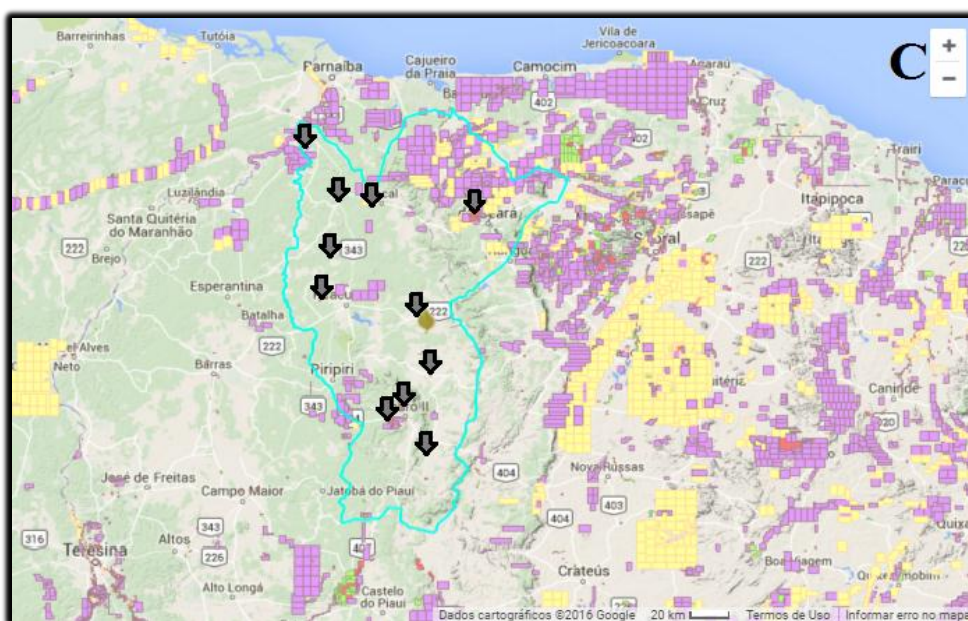 Barreirinhas
Tutóia
Vila de
Jericoacoara
Parnaíba
Cajueiro
da Praia
Camocim
Acaraú
C
+
−
402
402
Cruz
Trairi
Luzilândia
Itapipoca
Paracu
Santa Quitéria
do Maranhão
222
Brejo
343
222
Esperantina
222
Batalha
222
Neto
Barras
Piripiri
Canindé
343
020
404
Nova Russas
403
José de Freitas
Campo Maior
Jatobá do Piauí
404
316
Teresina
343
Altos
226
Alto Longá
Castelo
do Piauí
Crateús
Dados cartográficos ©2016 Google
20 km
Termos de Uso
Informar erro no mapa